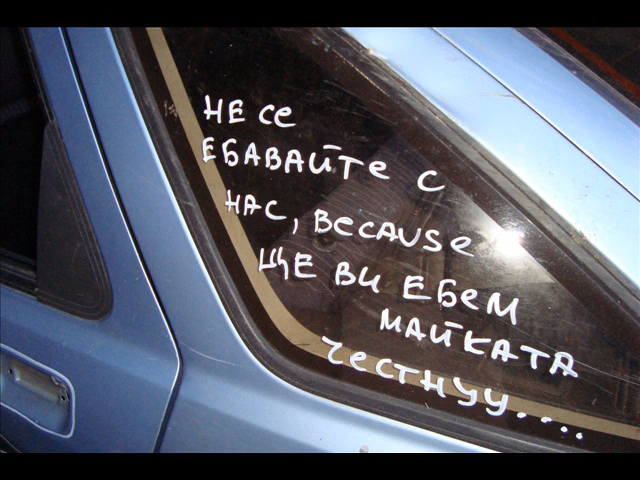 НЕ СЕ
ЕБАВАЙТЕ С
НАС, BECAUSE
ЩЕ ВИ ЕБЕМ
МАЙКАТА
ЧЕСТНУУ.....